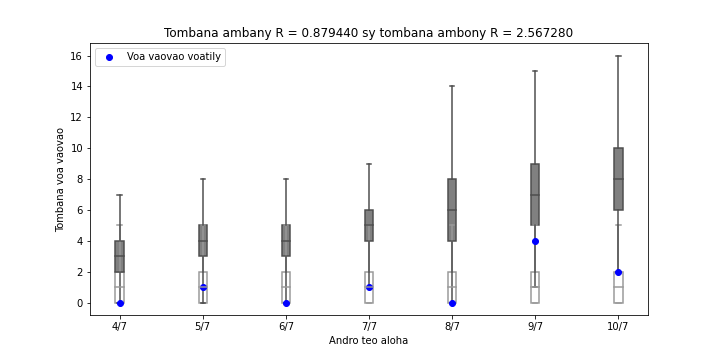 Tombana ambany R = 0.879440 sy tombana ambony R = 2.567280
Voa vaovao voatily
Tombana voa vaovao
16
14
12
10
8
6
4
2
0
4/7 5/7 6/7 7/7 8/7 9/7 10/7
Andro teo aloha